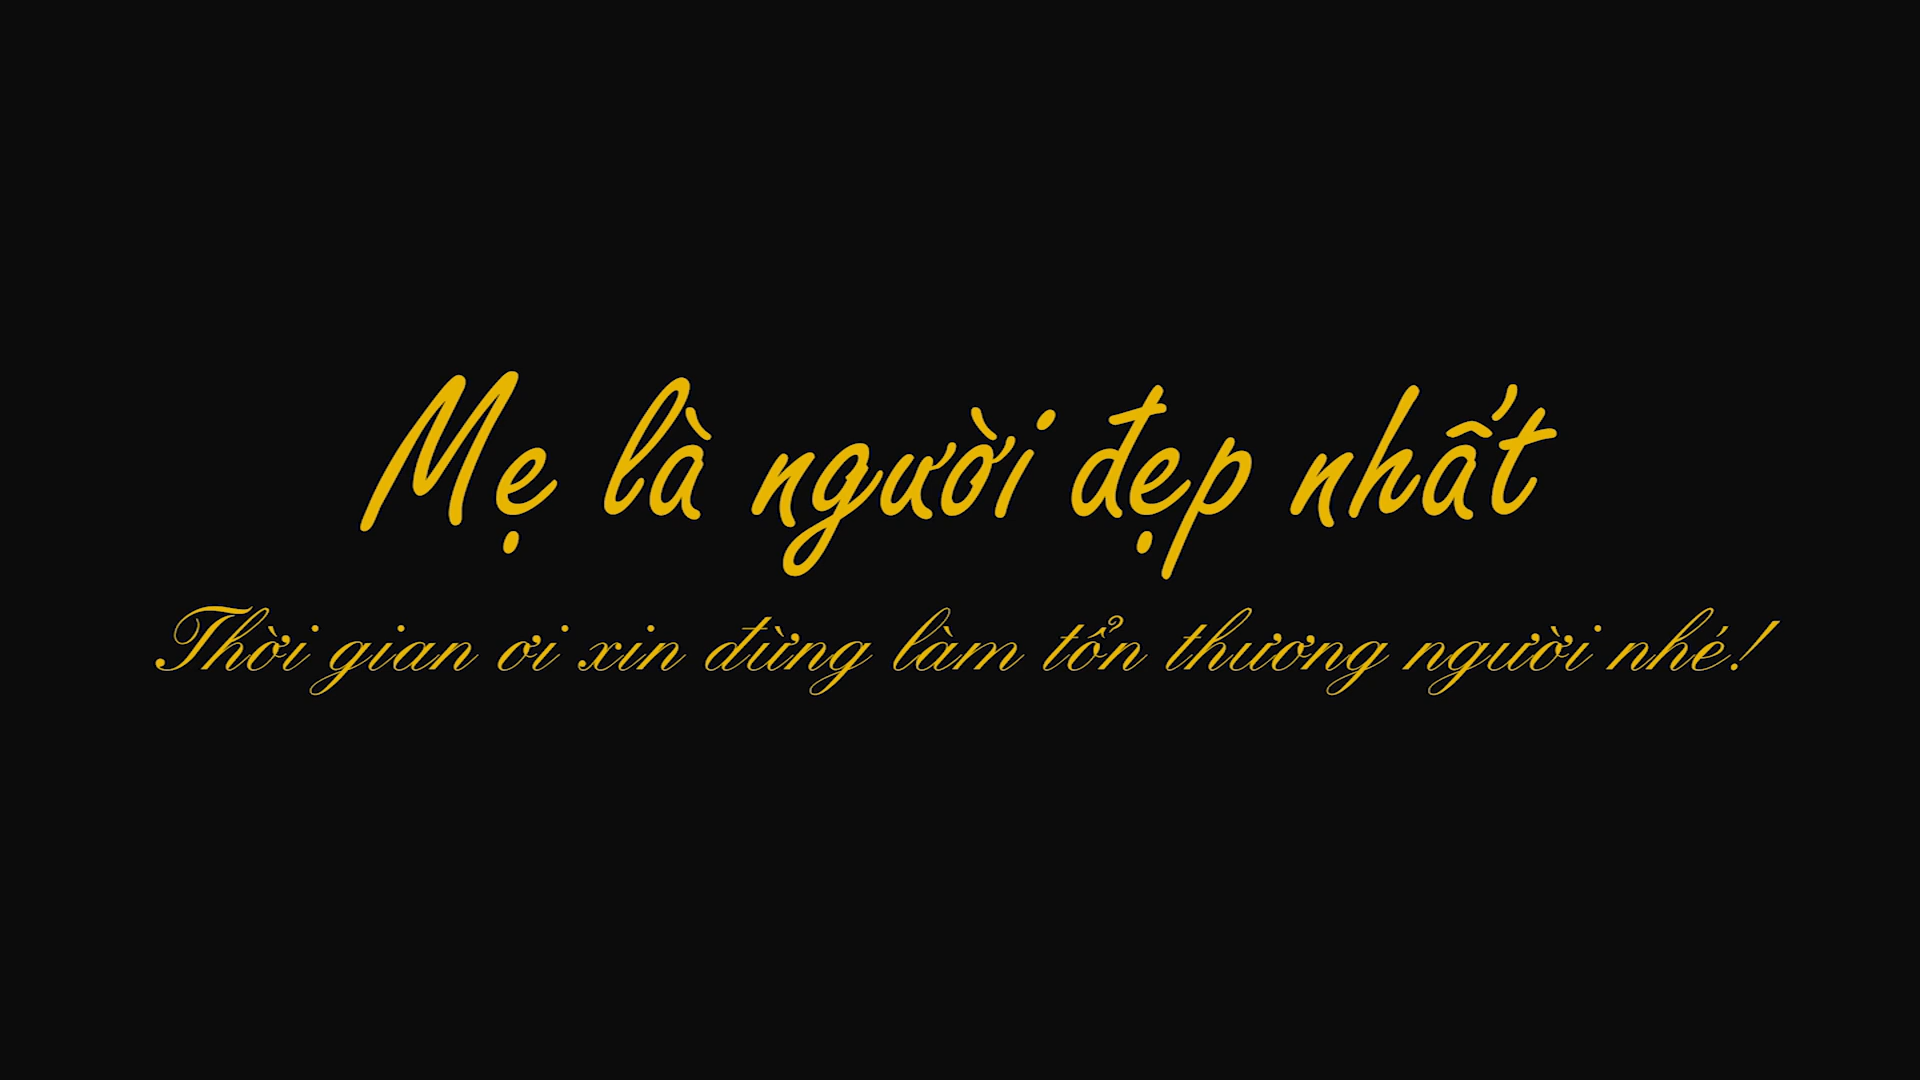 Mẹ là người đẹp nhất
Thời gian ơi xin đừng làm tổn thương người nhé!